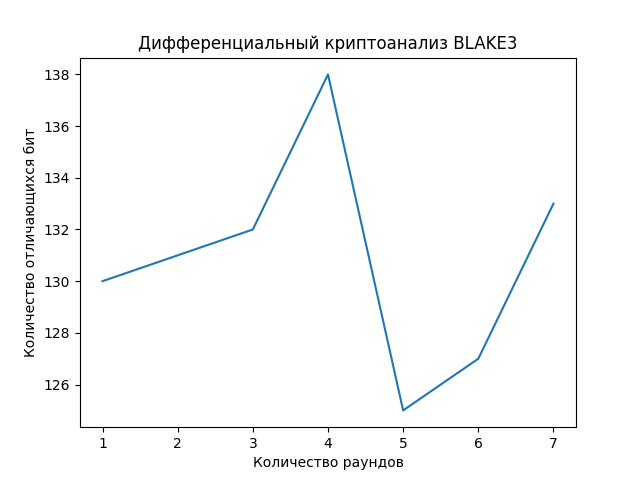 Дифференциальный криптоанализ BLAKE3
Количество отличающихся бит
138
136
134
132
130
128
126
1 2 3 4 5 6 7
Количество раундов